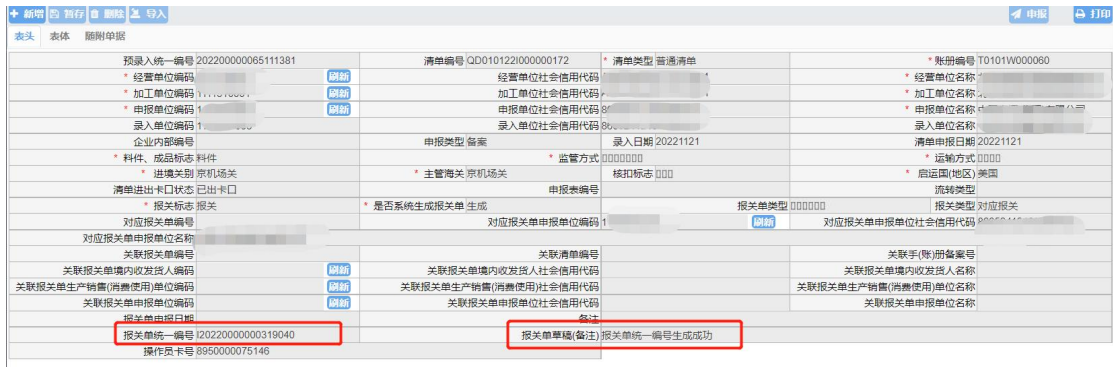 新增 暂存 删除 导入 申报 打印
表头 表体 随附单据
预录入统一编号 202200000065111381 清单编号 QD010122I000000172 * 清单类型 普通清单 * 账册编号 T0101W000060
* 经营单位编码 刷新 经营单位社会信用代码 * 经营单位名称
* 加工单位编码 刷新 加工单位社会信用代码 * 加工单位名称
* 申报单位编码 刷新 申报单位社会信用代码 * 申报单位名称
录入单位编码 录入单位社会信用代码 录入单位名称
企业内部编号 申报类型 备案 录入日期 20221121 清单申报日期 20221121
* 料件、成品标志 料件 * 监管方式 * 运输方式
* 进境关别 京机场关 * 主管海关 京机场关 核扣标志 * 启运国(地区) 美国
清单进出卡口状态 已出卡口 申报表编号 流转类型
* 报关标志 报关 * 是否系统生成报关单 生成 报关单类型 报关类型 对应报关
对应报关单编号 对应报关单申报单位编码 刷新 对应报关单申报单位社会信用代码
对应报关单申报单位名称
关联报关单编号 关联清单编号 关联手(账)册备案号
关联报关单境内收发货人编码 刷新 关联报关单境内收发货人社会信用代码 关联报关单境内收发货人名称
关联报关单生产销售(消费使用)单位编码 刷新 关联报关单生产销售(消费使用)社会信用代码 关联报关单生产销售(消费使用)单位名称
关联报关单申报单位编码 刷新 关联报关单申报单位社会信用代码 关联报关单申报单位名称
报关单申报日期 备注
报关单统一编号 I20220000000319040 报关单草稿(备注) 报关单统一编号生成成功
操作员卡号 8950000075146